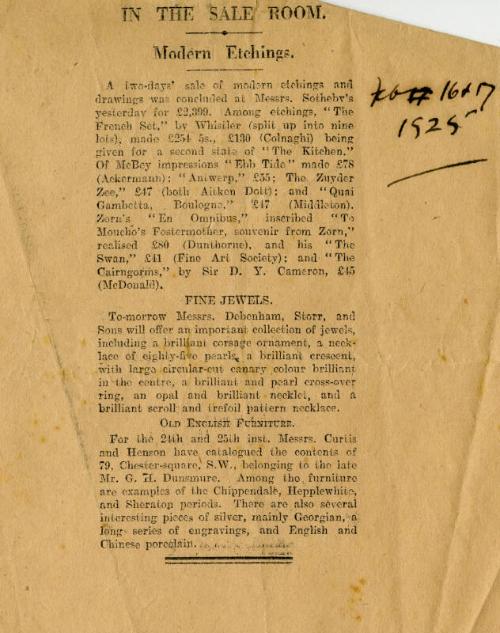 IN THE SALE ROOM.
Modern Etchings.
A two-days' sale of modern etchings and
drawings was concluded at Messrs. Sotheby's
yesterday for £2,399. Among etchings, "The
French Set," by Whistler (split up into nine
lots), made £254 5s., £130 (Colnaghi) being
given for a second state of "The Kitchen."
Of McBey impressions "Ebb Tide" made £78
(Ackermann); "Antwerp," £55; The Zuyder
Zee," £47 (both Aitken Dott); and "Quai
Gambetta, Boulogne," £47 (Middleton).
Zorn's "En Omnibus," inscribed "To
Moucho's Fostermother, souvenir from Zorn,"
realised £80 (Dunthorne), and his "The
Swan," £41 (Fine Art Society); and "The
Cairngorms," by Sir D. Y. Cameron, £45
(McDonald).
FINE JEWELS.
To-morrow Messrs. Debenham, Storr, and
Sons will offer an important collection of jewels,
including a brilliant corsage ornament, a neck-
lace of eighty-five pearls, a brilliant crescent,
with large circular-cut canary colour brilliant
in the centre, a brilliant and pearl cross-over
ring, an opal and brilliant necklet, and a
brilliant scroll and trefoil pattern necklace.
OLD ENGLISH FURNITURE.
For the 24th and 25th inst. Messrs. Curtis
and Henson have catalogued the contents of
79, Chester-square, S.W., belonging to the late
Mr. G. H. Dunsmure. Among the furniture
are examples of the Chippendale, Hepplewhite,
and Sheraton periods. There are also several
interesting pieces of silver, mainly Georgian, a
long series of engravings, and English and
Chinese porcelain.
16+17
1925